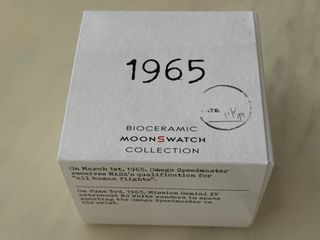 1965
BIOCERAMIC
MOONSWATCH
COLLECTION
On March 1st, 1965, Omega Speedmaster
receives NASA's qualification for
"all human flights".
On June 3rd, 1965, Mission Gemini IV
astronaut Ed White wanders in space
sporting the Omega Speedmaster on
his wrist.